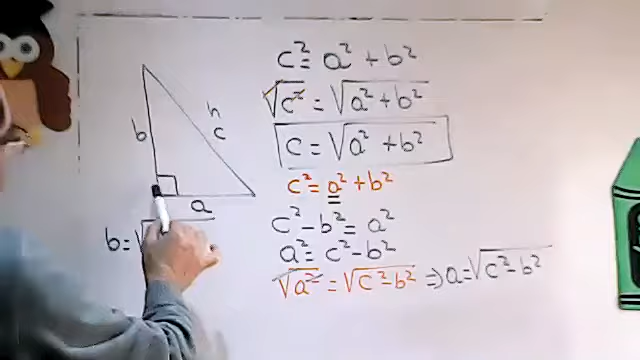 c² = a² + b²
√c² = √a² + b²
c = √a² + b²
c² = a² + b²
c² - b² = a²
a² = c² - b²
√a² = √c² - b² ⇒ a = √c² - b²
h
b
c
a
b = √